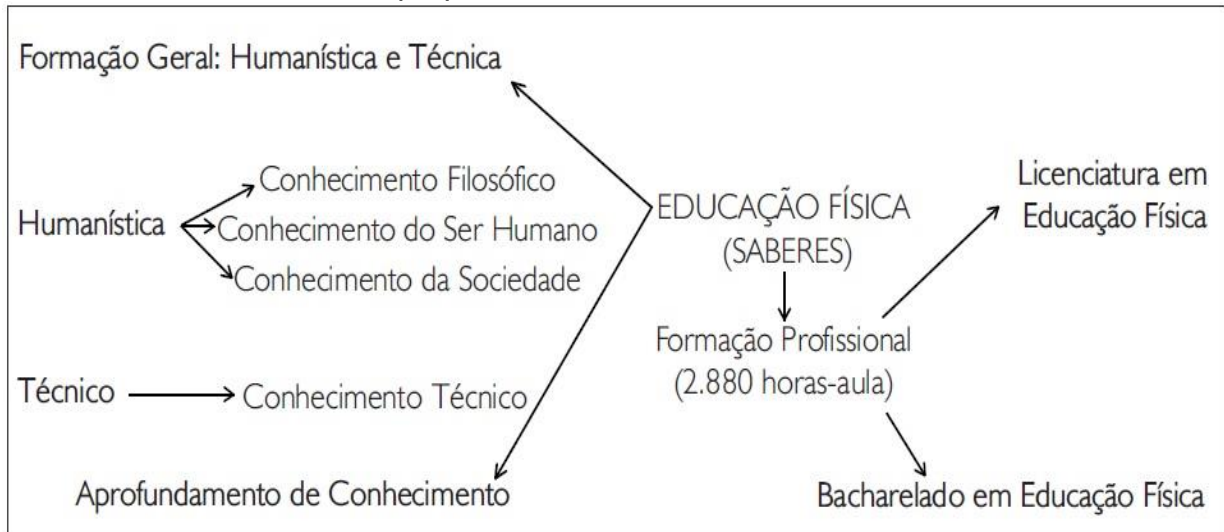 Formação Geral: Humanística e Técnica
Humanística
Conhecimento Filosófico
Conhecimento do Ser Humano
Conhecimento da Sociedade
Técnico
Conhecimento Técnico
Aprofundamento de Conhecimento
EDUCAÇÃO FÍSICA
(SABERES)
Formação Profissional
(2.880 horas-aula)
Licenciatura em
Educação Física
Bacharelado em Educação Física